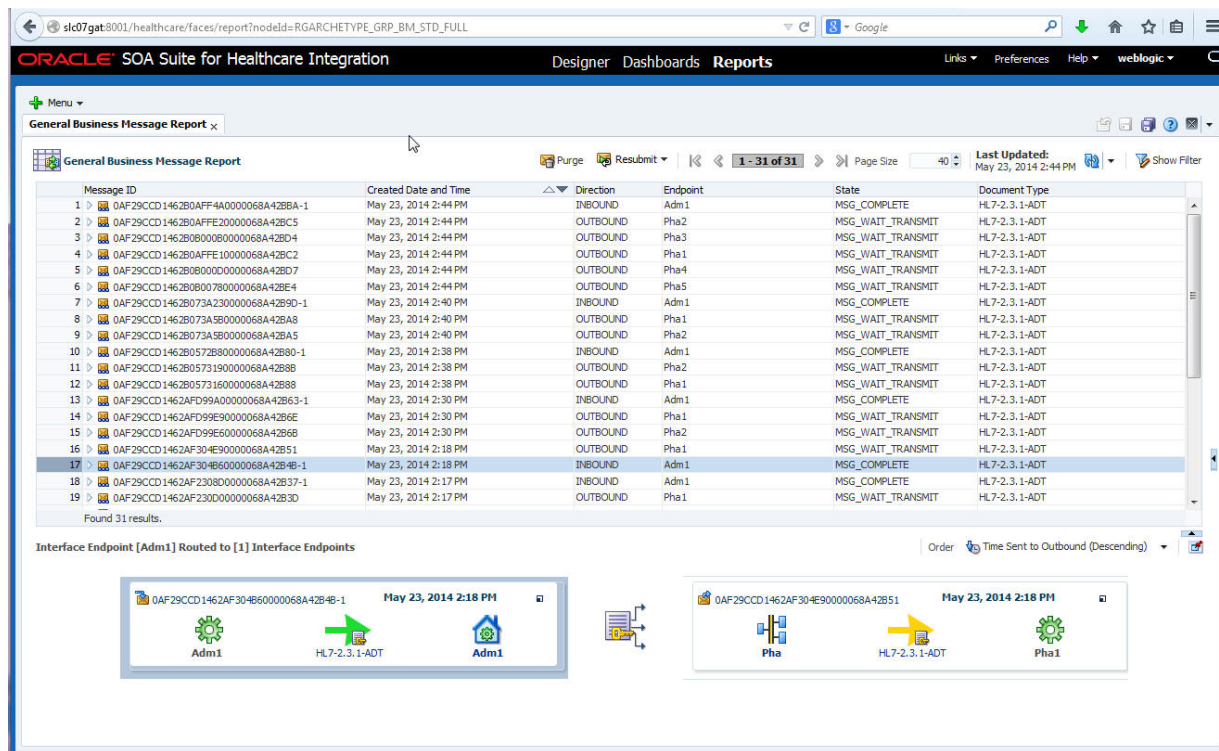 slc07gat:8001/healthcare/faces/report?nodeId=RGARCHETYPE_GRP_BM_STD_FULL
Google
ORACLE SOA Suite for Healthcare Integration Designer Dashboards Reports Links Preferences Help weblogic
Menu
General Business Message Report x
General Business Message Report Purge Resubmit 1 - 31 of 31 Page Size 40 Last Updated: May 23, 2014 2:44 PM Show Filter
Message ID Created Date and Time Direction Endpoint State Document Type
1 0AF29CCD1462B0AFF4A0000068A42BBA-1 May 23, 2014 2:44 PM INBOUND Adm1 MSG_COMPLETE HL7-2.3.1-ADT
2 0AF29CCD1462B0AFFE20000068A42BC5 May 23, 2014 2:44 PM OUTBOUND Pha2 MSG_WAIT_TRANSMIT HL7-2.3.1-ADT
3 0AF29CCD1462B0B000B0000068A42BD4 May 23, 2014 2:44 PM OUTBOUND Pha3 MSG_WAIT_TRANSMIT HL7-2.3.1-ADT
4 0AF29CCD1462B0AFFE10000068A42BC2 May 23, 2014 2:44 PM OUTBOUND Pha1 MSG_WAIT_TRANSMIT HL7-2.3.1-ADT
5 0AF29CCD1462B0B000D0000068A42BD7 May 23, 2014 2:44 PM OUTBOUND Pha4 MSG_WAIT_TRANSMIT HL7-2.3.1-ADT
6 0AF29CCD1462B0B00780000068A42BE4 May 23, 2014 2:44 PM OUTBOUND Pha5 MSG_WAIT_TRANSMIT HL7-2.3.1-ADT
7 0AF29CCD1462B073A230000068A42B9D-1 May 23, 2014 2:40 PM INBOUND Adm1 MSG_COMPLETE HL7-2.3.1-ADT
8 0AF29CCD1462B073A5B0000068A42BA8 May 23, 2014 2:40 PM OUTBOUND Pha1 MSG_WAIT_TRANSMIT HL7-2.3.1-ADT
9 0AF29CCD1462B073A5B0000068A42BA5 May 23, 2014 2:40 PM OUTBOUND Pha2 MSG_WAIT_TRANSMIT HL7-2.3.1-ADT
10 0AF29CCD1462B0572B80000068A42B80-1 May 23, 2014 2:38 PM INBOUND Adm1 MSG_COMPLETE HL7-2.3.1-ADT
11 0AF29CCD1462B0573190000068A42B8B May 23, 2014 2:38 PM OUTBOUND Pha2 MSG_WAIT_TRANSMIT HL7-2.3.1-ADT
12 0AF29CCD1462B0573160000068A42B88 May 23, 2014 2:38 PM OUTBOUND Pha1 MSG_WAIT_TRANSMIT HL7-2.3.1-ADT
13 0AF29CCD1462AFD99A00000068A42B63-1 May 23, 2014 2:30 PM INBOUND Adm1 MSG_COMPLETE HL7-2.3.1-ADT
14 0AF29CCD1462AFD99E90000068A42B6E May 23, 2014 2:30 PM OUTBOUND Pha1 MSG_WAIT_TRANSMIT HL7-2.3.1-ADT
15 0AF29CCD1462AFD99E60000068A42B6B May 23, 2014 2:30 PM OUTBOUND Pha2 MSG_WAIT_TRANSMIT HL7-2.3.1-ADT
16 0AF29CCD1462AF304E90000068A42B51 May 23, 2014 2:18 PM OUTBOUND Pha1 MSG_WAIT_TRANSMIT HL7-2.3.1-ADT
17 0AF29CCD1462AF304B60000068A42B4B-1 May 23, 2014 2:18 PM INBOUND Adm1 MSG_COMPLETE HL7-2.3.1-ADT
18 0AF29CCD1462AF2308D0000068A42B37-1 May 23, 2014 2:17 PM INBOUND Adm1 MSG_COMPLETE HL7-2.3.1-ADT
19 0AF29CCD1462AF230D00000068A42B3D May 23, 2014 2:17 PM OUTBOUND Pha1 MSG_WAIT_TRANSMIT HL7-2.3.1-ADT
Found 31 results.
Interface Endpoint [Adm1] Routed to [1] Interface Endpoints Order Time Sent to Outbound (Descending)
0AF29CCD1462AF304B60000068A42B4B-1 May 23, 2014 2:18 PM 0AF29CCD1462AF304E90000068A42B51 May 23, 2014 2:18 PM
Adm1 HL7-2.3.1-ADT Adm1 Pha HL7-2.3.1-ADT Pha1